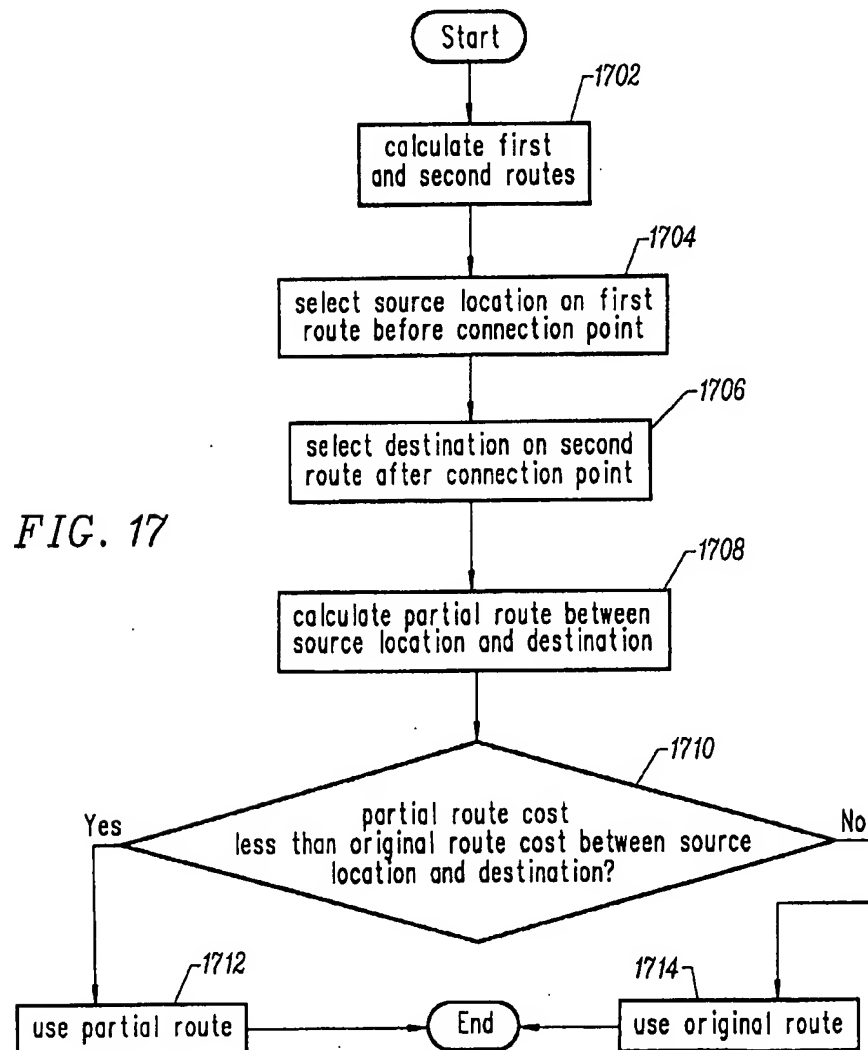 Start
1702
calculate first
and second routes
1704
select source location on first
route before connection point
1706
select destination on second
route after connection point
FIG. 17
1708
calculate partial route between
source location and destination
1710
partial route cost
less than original route cost between source
location and destination?
Yes
No
1712
use partial route
End
1714
use original route